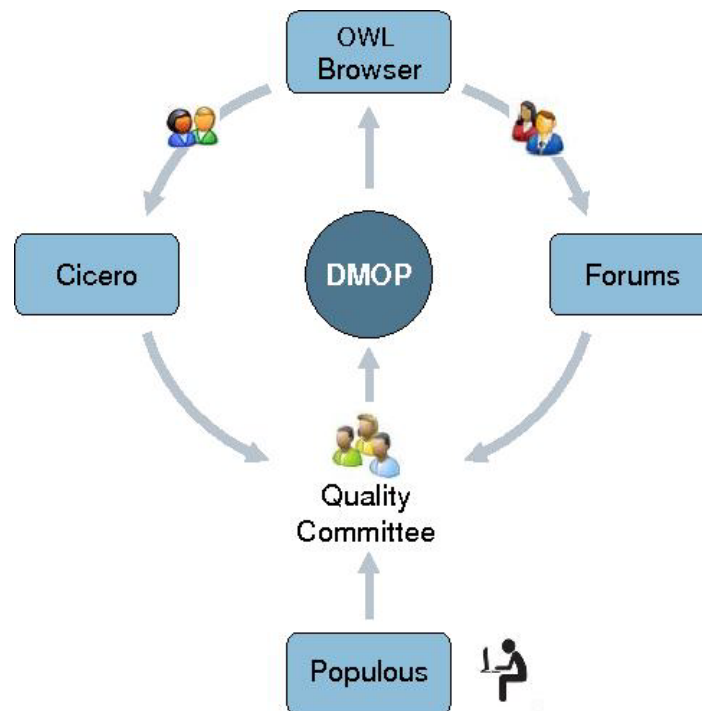 OWL
Browser
Cicero
DMOP
Forums
Quality
Committee
Populous